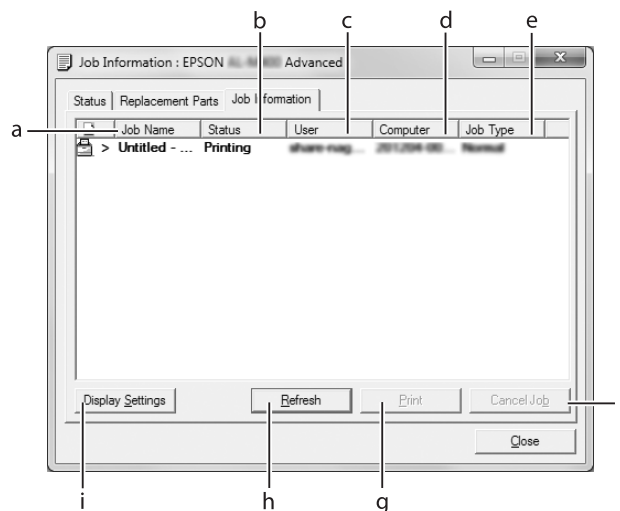 b c d e
Job Information : EPSON Advanced
Status Replacement Parts Job Information
a Job Name Status User Computer Job Type
> Untitled - ... Printing
Display Settings Refresh Print Cancel Job
Close
i h g